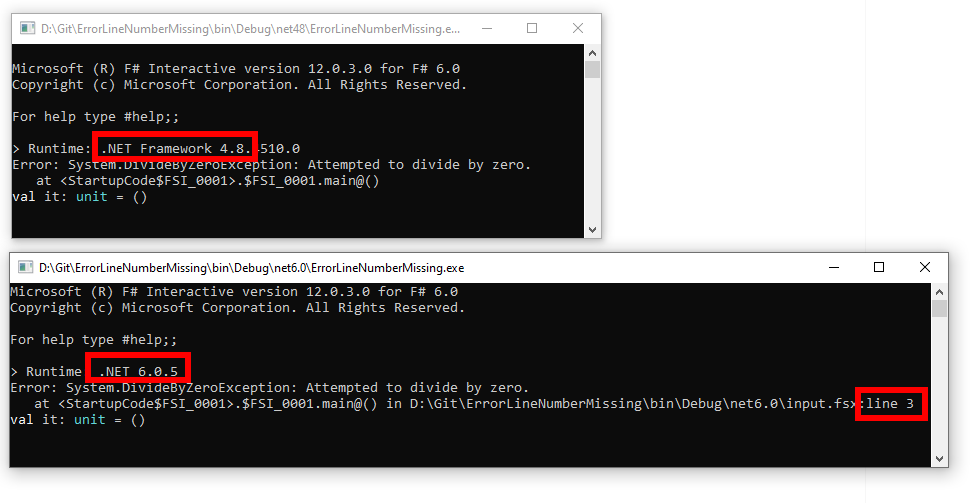 D:\Git\ErrorLineNumberMissing\bin\Debug\net48\ErrorLineNumberMissing.e...
Microsoft (R) F# Interactive version 12.0.3.0 for F# 6.0
Copyright (c) Microsoft Corporation. All Rights Reserved.
For help type #help;;
> Runtime: .NET Framework 4.8.4510.0
Error: System.DivideByZeroException: Attempted to divide by zero.
at <StartupCode$FSI_0001>.$FSI_0001.main@()
val it: unit = ()
D:\Git\ErrorLineNumberMissing\bin\Debug\net6.0\ErrorLineNumberMissing.exe
Microsoft (R) F# Interactive version 12.0.3.0 for F# 6.0
Copyright (c) Microsoft Corporation. All Rights Reserved.
For help type #help;;
> Runtime .NET 6.0.5
Error: System.DivideByZeroException: Attempted to divide by zero.
at <StartupCode$FSI_0001>.$FSI_0001.main@() in D:\Git\ErrorLineNumberMissing\bin\Debug\net6.0\input.fsx:line 3
val it: unit = ()